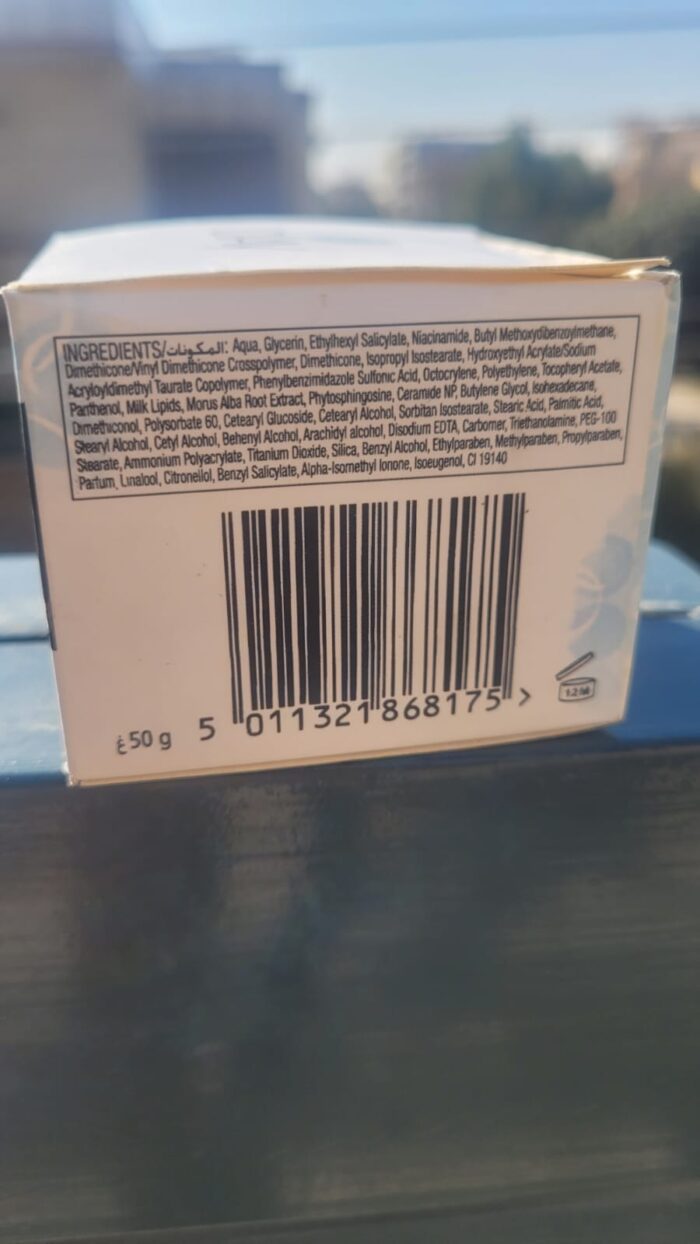 INGREDIENTS/المكونات: Aqua, Glycerin, Ethylhexyl Salicylate, Niacinamide, Butyl Methoxydibenzoylmethane,
Dimethicone/Vinyl Dimethicone Crosspolymer, Dimethicone, Isopropyl Isostearate, Hydroxyethyl Acrylate/Sodium
Acryloyldimethyl Taurate Copolymer, Phenylbenzimidazole Sulfonic Acid, Octocrylene, Polyethylene, Tocopheryl Acetate,
Panthenol, Milk Lipids, Morus Alba Root Extract, Phytosphingosine, Ceramide NP, Butylene Glycol, Isohexadecane,
Dimethiconol, Polysorbate 60, Cetearyl Glucoside, Cetearyl Alcohol, Sorbitan Isostearate, Stearic Acid, Palmitic Acid,
Stearyl Alcohol, Cetyl Alcohol, Behenyl Alcohol, Arachidyl alcohol, Disodium EDTA, Carbomer, Triethanolamine, PEG-100
Stearate, Ammonium Polyacrylate, Titanium Dioxide, Silica, Benzyl Alcohol, Ethylparaben, Methylparaben, Propylparaben,
Parfum, Linalool, Citronellol, Benzyl Salicylate, Alpha-Isomethyl Ionone, Isoeugenol, CI 19140
12M
غ 50 g
5 011321 868175 >